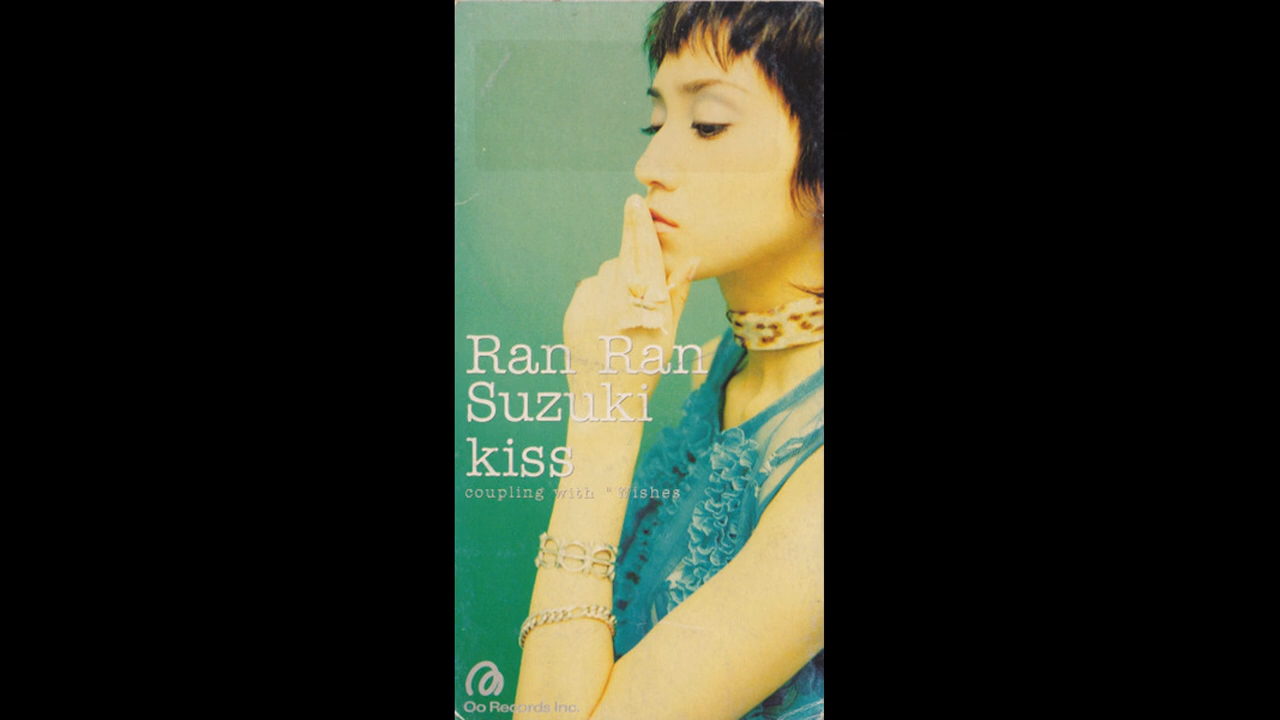 Ran Ran
Suzuki
kiss
coupling with "Wishes
Oo Records Inc.